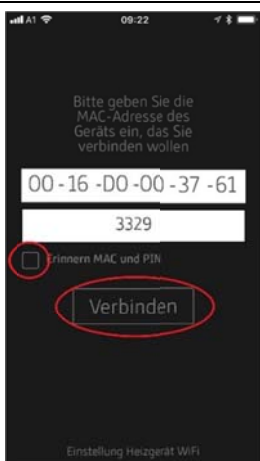 A1 09:22
Bitte geben Sie die
MAC-Adresse des
Geräts ein, das Sie
verbinden wollen
00 -16 -D0 -00 -37 -61
3329
Erinnern MAC und PIN
Verbinden
Einstellung Heizgerät WiFi